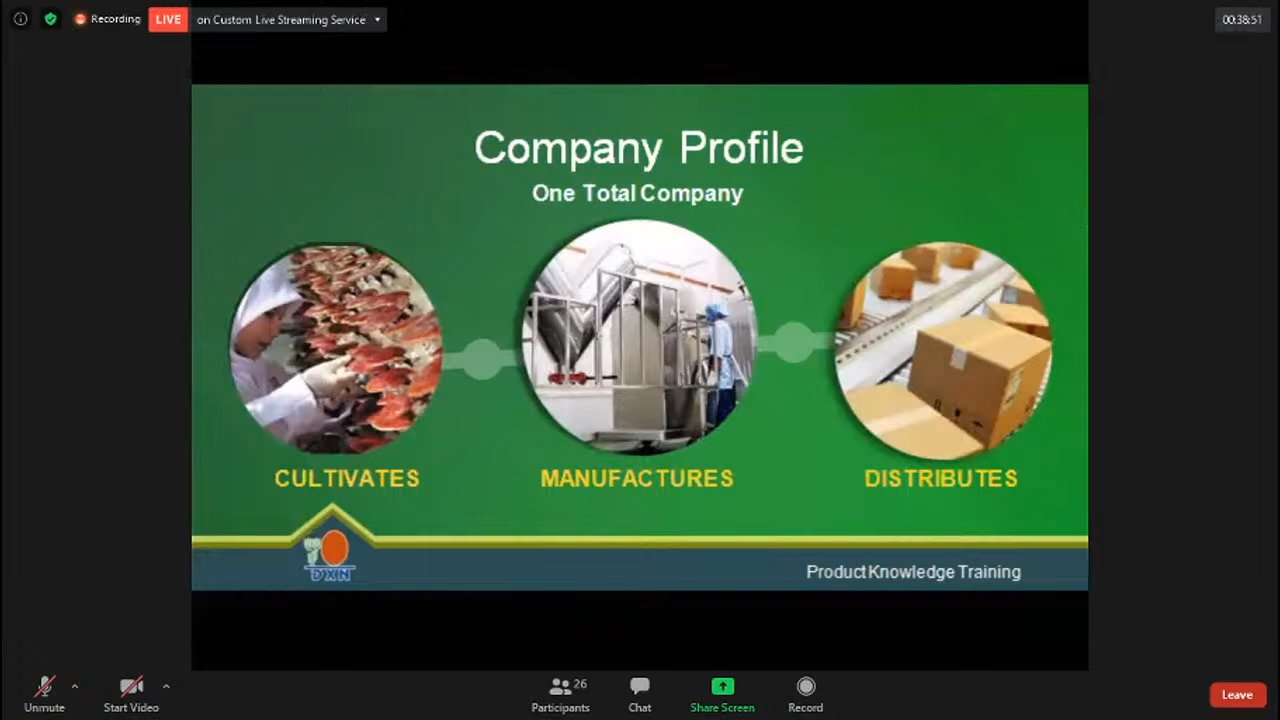 Recording
LIVE
on Custom Live Streaming Service
00:38:51
Company Profile
One Total Company
CULTIVATES
MANUFACTURES
DISTRIBUTES
DXN
Product Knowledge Training
Unmute
Start Video
26
Participants
Chat
Share Screen
Record
Leave